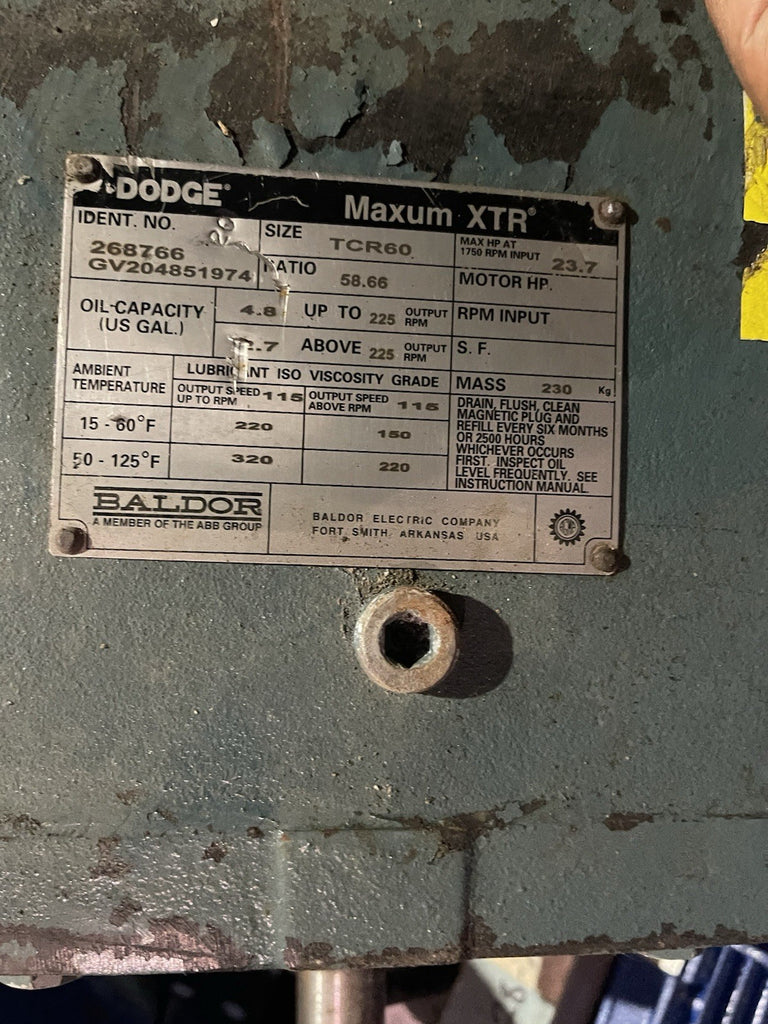 DODGE®
Maxum XTR®
IDENT. NO.
268766
GV204851974
SIZE TCR60
RATIO 58.66
MAX HP AT
1750 RPM INPUT 23.7
MOTOR HP.
OIL-CAPACITY
(US GAL.)
4.8 UP TO 225 OUTPUT RPM
ABOVE 225 OUTPUT RPM
RPM INPUT
S. F.
AMBIENT
TEMPERATURE
LUBRICANT ISO VISCOSITY GRADE
OUTPUT SPEED
UP TO RPM 115
OUTPUT SPEED
ABOVE RPM 115
15 - 60°F 220 150
50 - 125°F 320 220
MASS 230 Kg
DRAIN, FLUSH, CLEAN
MAGNETIC PLUG AND
REFILL EVERY SIX MONTHS
OR 2500 HOURS
WHICHEVER OCCURS
FIRST. INSPECT OIL
LEVEL FREQUENTLY. SEE
INSTRUCTION MANUAL.
BALDOR
A MEMBER OF THE ABB GROUP
BALDOR ELECTRIC COMPANY
FORT SMITH, ARKANSAS USA